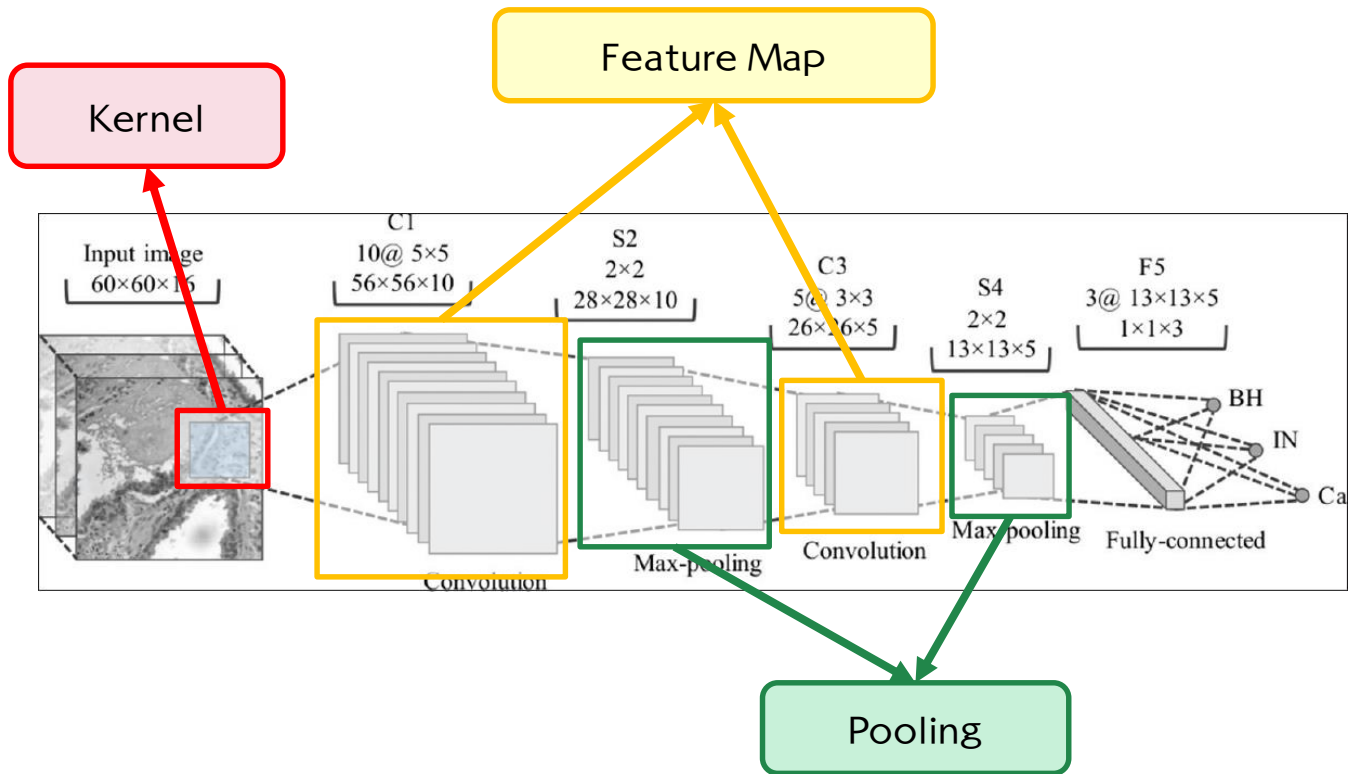 Feature Map
Kernel
Input image
60×60×16
C1
10@ 5×5
56×56×10
S2
2×2
28×28×10
C3
5@ 3×3
26×26×5
S4
2×2
13×13×5
F5
3@ 13×13×5
1×1×3
BH
IN
Ca
Convolution
Max-pooling
Convolution
Max-pooling
Fully-connected
Pooling